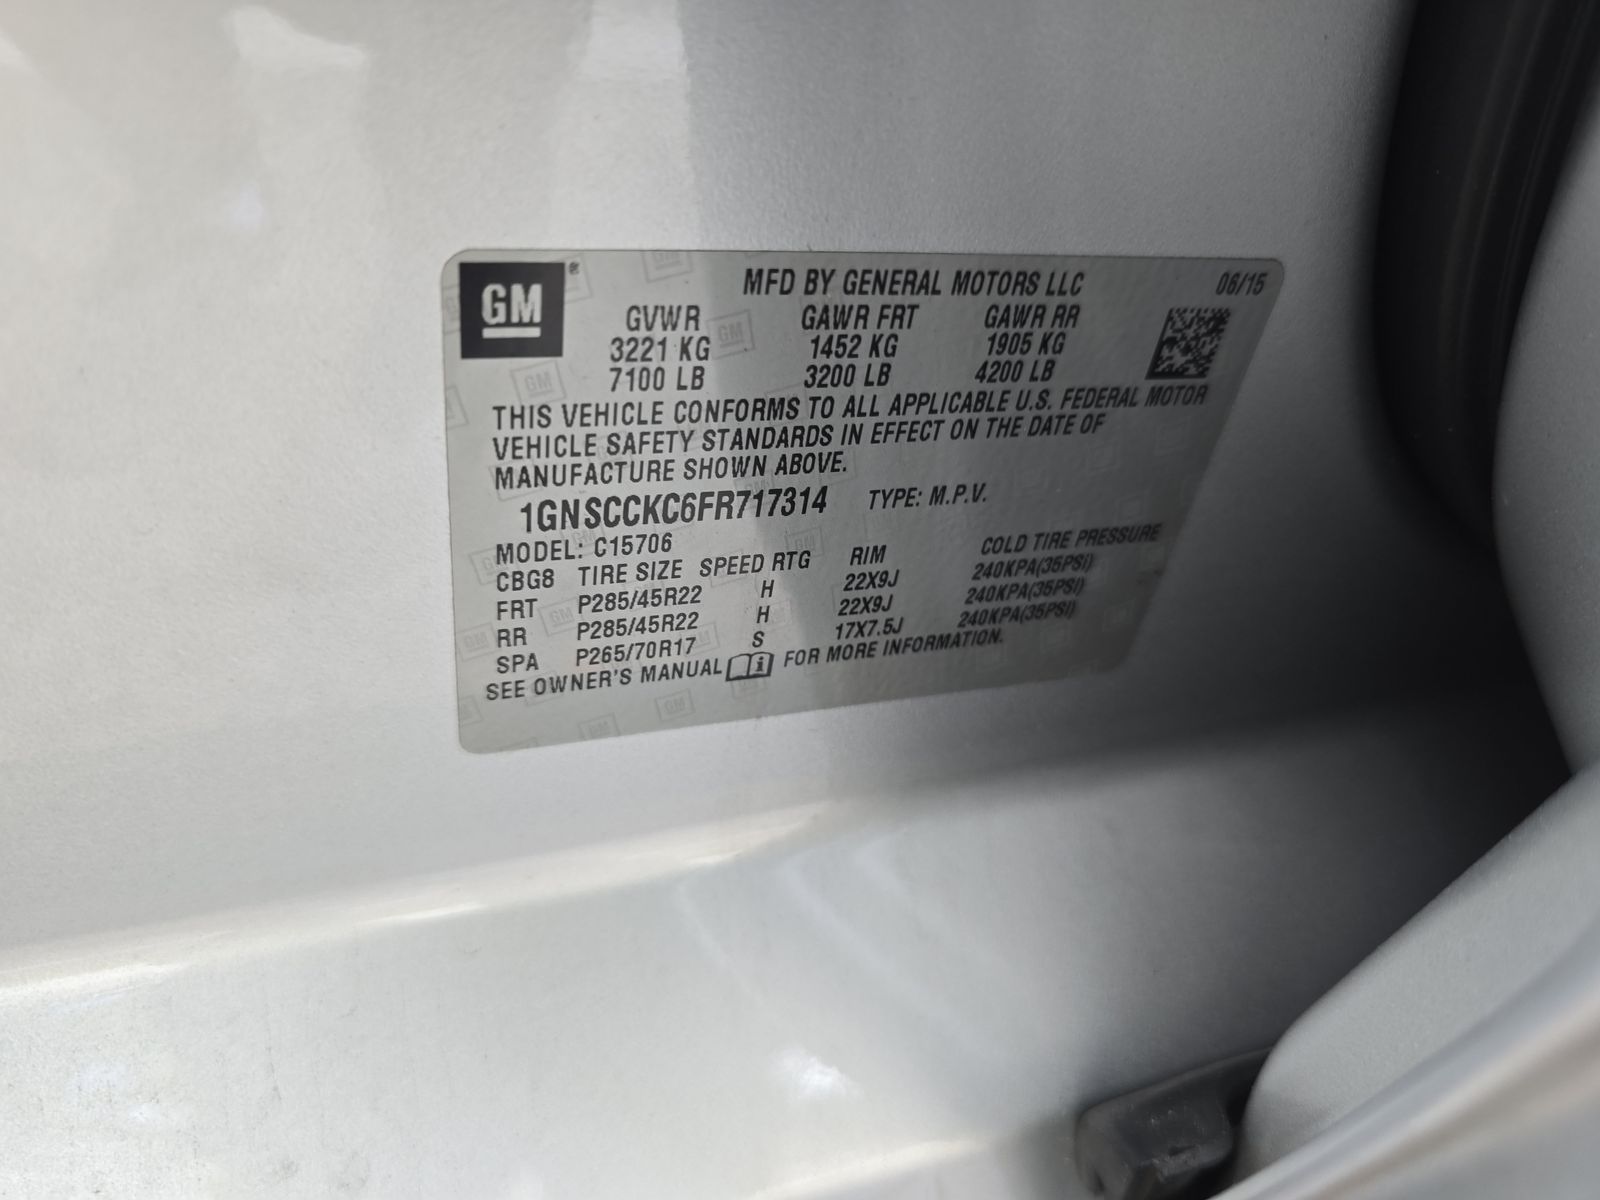 GM®
MFD BY GENERAL MOTORS LLC 06/15
GVWR GAWR FRT GAWR RR
3221 KG 1452 KG 1905 KG
7100 LB 3200 LB 4200 LB
THIS VEHICLE CONFORMS TO ALL APPLICABLE U.S. FEDERAL MOTOR
VEHICLE SAFETY STANDARDS IN EFFECT ON THE DATE OF
MANUFACTURE SHOWN ABOVE.
1GNSCCKC6FR717314 TYPE: M.P.V.
MODEL: C15706
CBG8 TIRE SIZE SPEED RTG RIM COLD TIRE PRESSURE
FRT P285/45R22 H 22X9J 240KPA(35PSI)
RR P285/45R22 H 22X9J 240KPA(35PSI)
SPA P265/70R17 S 17X7.5J 240KPA(35PSI)
SEE OWNER'S MANUAL FOR MORE INFORMATION.